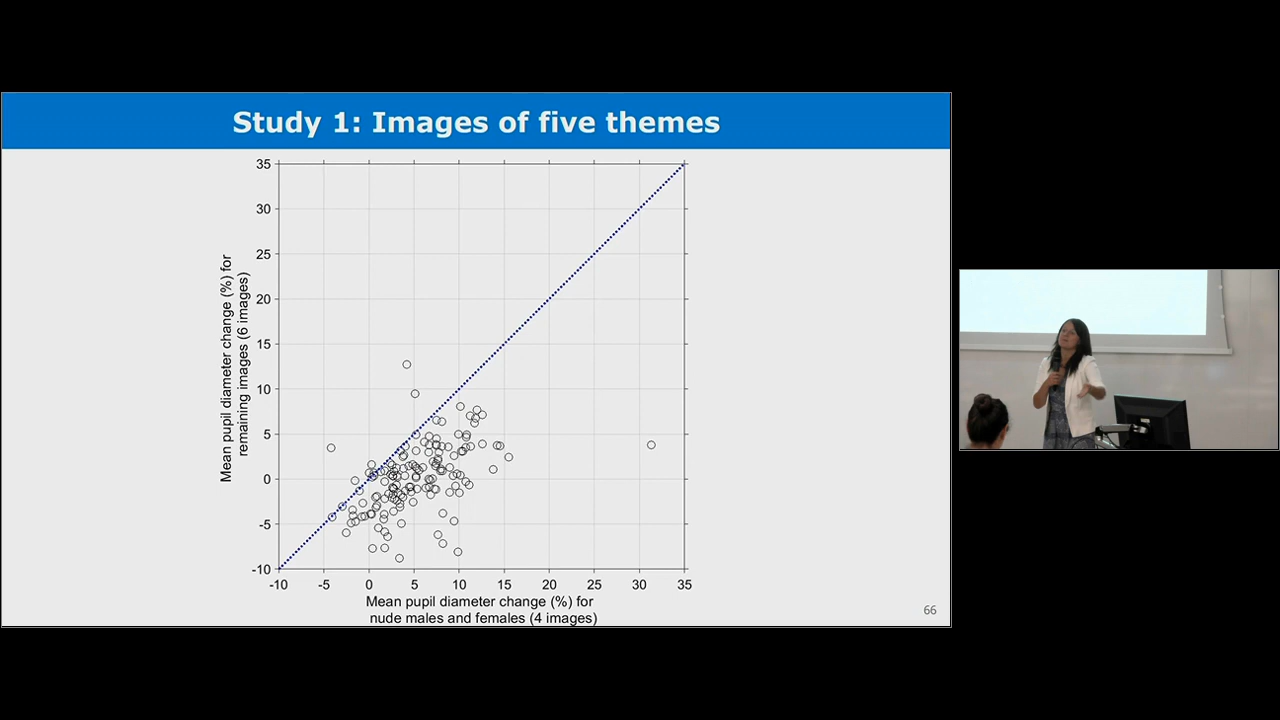 Study 1: Images of five themes
35
30
25
20
15
10
5
0
-5
-10
-10 -5 0 5 10 15 20 25 30 35
Mean pupil diameter change (%) for
remaining images (6 images)
Mean pupil diameter change (%) for
nude males and females (4 images)
66